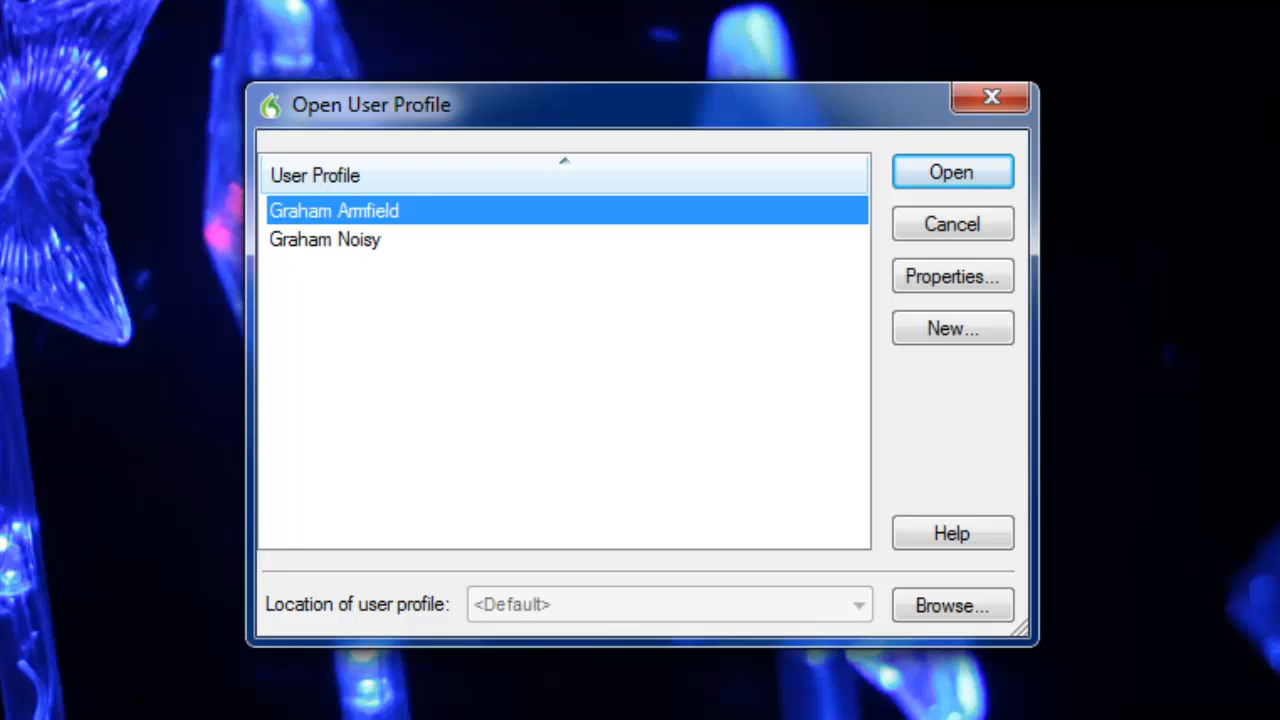 Open User Profile
User Profile
Graham Armfield
Graham Noisy
Open
Cancel
Properties...
New...
Help
Location of user profile:
<Default>
Browse...